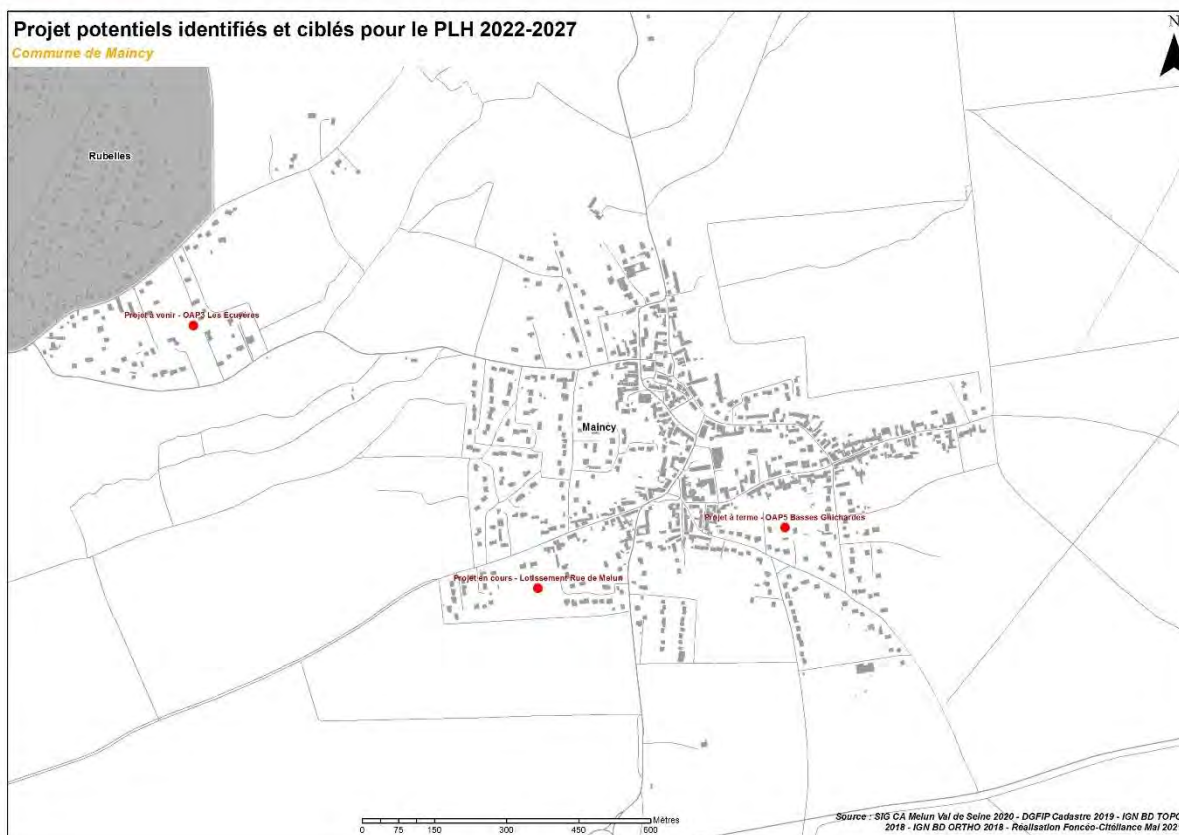 Projet potentiels identifiés et ciblés pour le PLH 2022-2027
Commune de Maincy
N
Rubelles
Projet à venir - OAP3 Les Ecuyères
Maincy
Projet à terme - OAP5 Basses Guichardes
Projet en cours - Lotissement Rue de Melun
Mètres
0 75 150 300 450 600
Source : SIG CA Melun Val de Seine 2020 - DGFIP Cadastre 2019 - IGN BD TOPO
2018 - IGN BD ORTHO 2018 - Réalisation Foncéo-Citéliance Mai